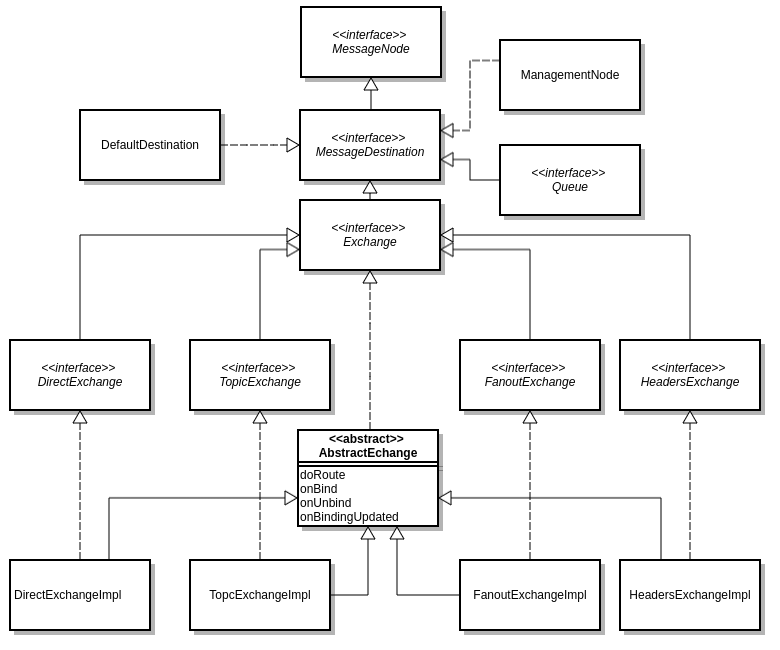 <<interface>>
MessageNode
ManagementNode
DefaultDestination
<<interface>>
MessageDestination
<<interface>>
Queue
<<interface>>
Exchange
<<interface>>
DirectExchange
<<interface>>
TopicExchange
<<interface>>
FanoutExchange
<<interface>>
HeadersExchange
<<abstract>>
AbstractEchange
doRoute
onBind
onUnbind
onBindingUpdated
DirectExchangeImpl
TopcExchangeImpl
FanoutExchangeImpl
HeadersExchangeImpl